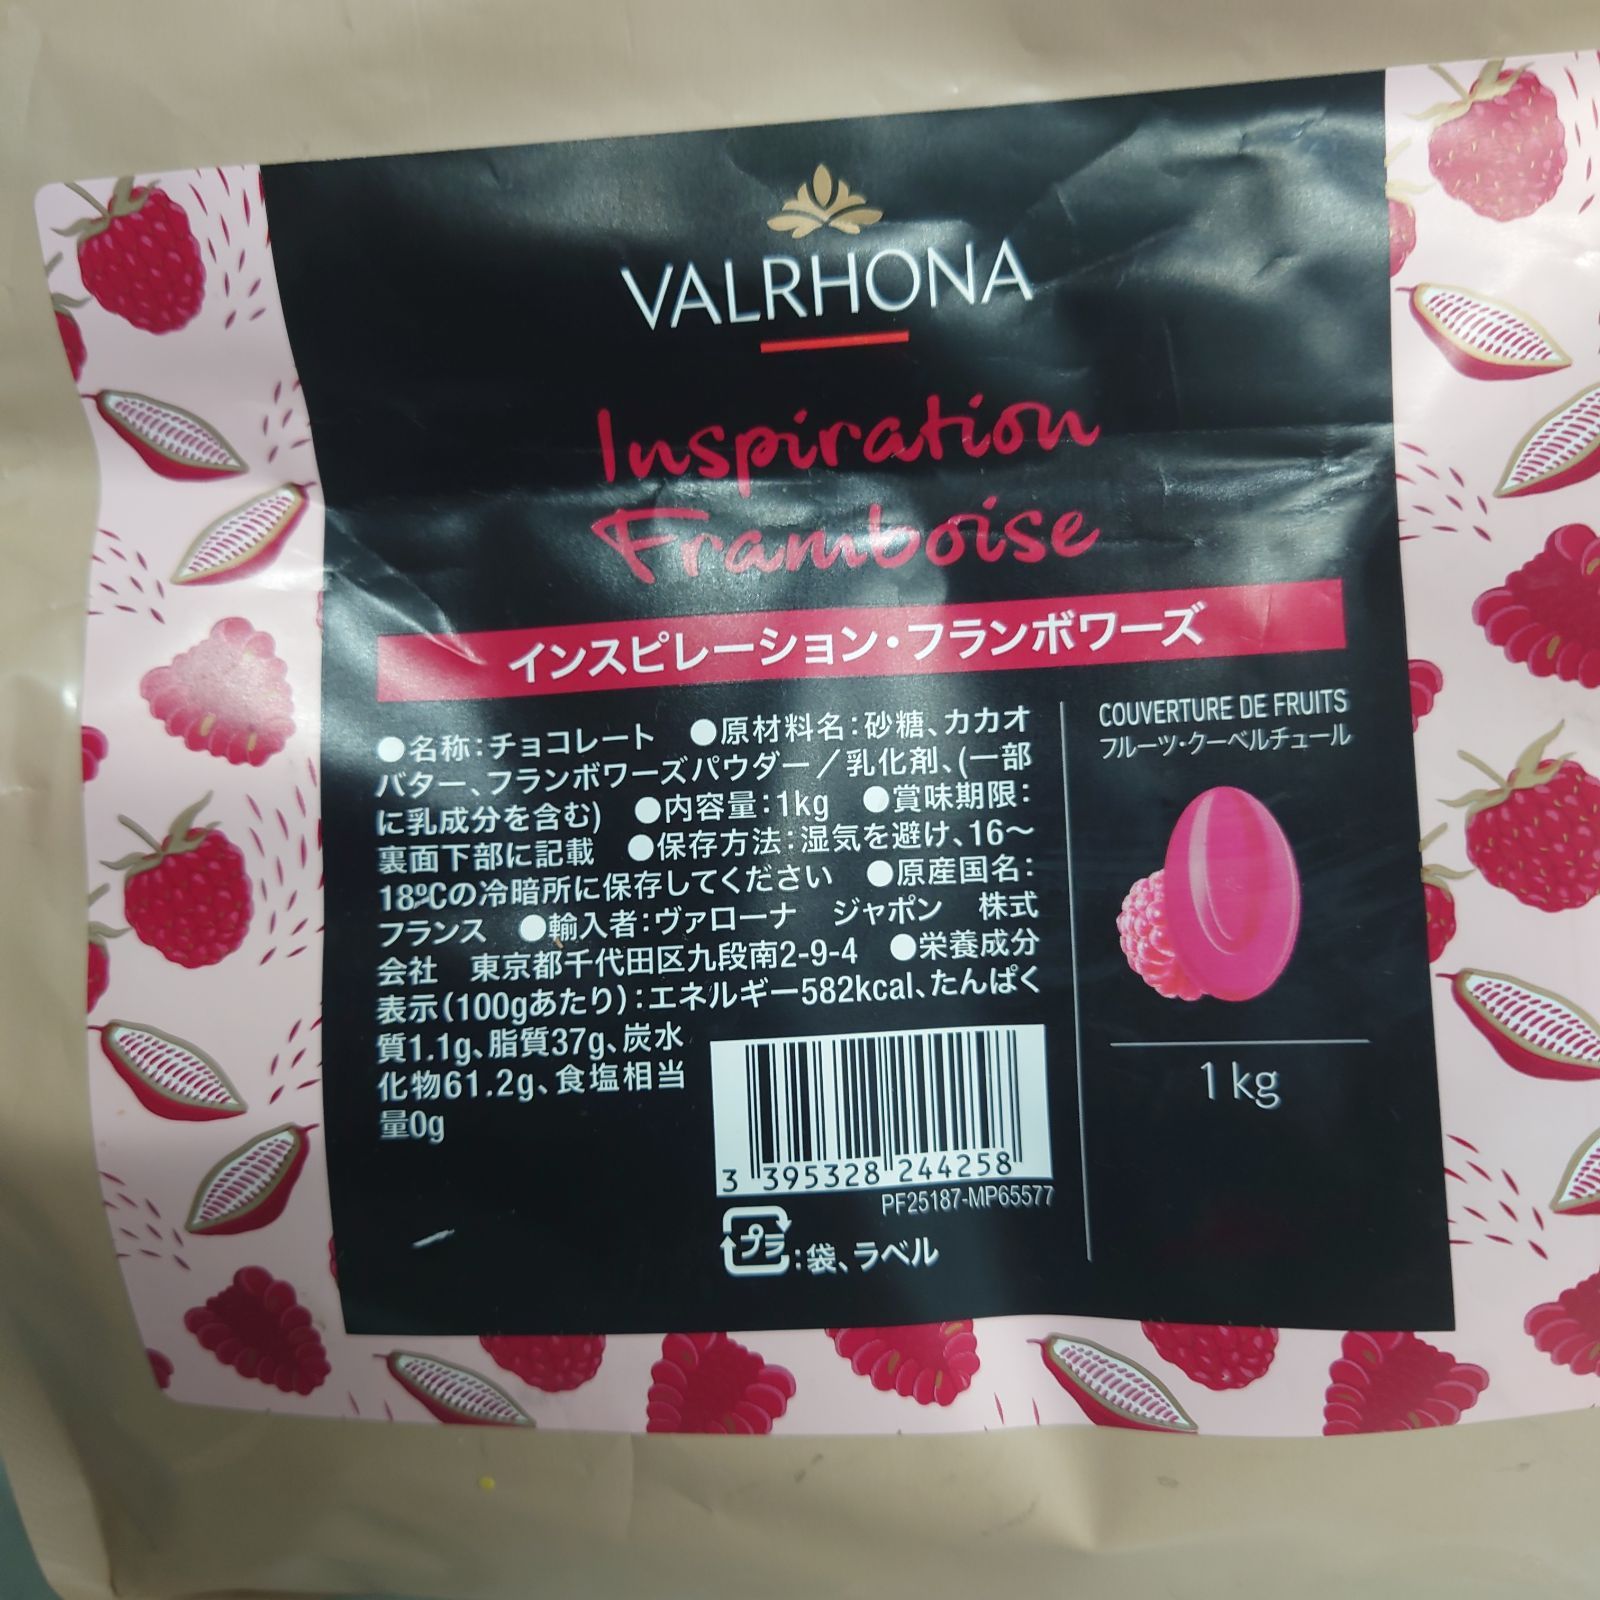 VALRHONA
Inspiration
Framboise
インスピレーション・フランボワーズ
●名称：チョコレート ●原材料名：砂糖、カカオ
バター、フランボワーズパウダー／乳化剤、(一部
に乳成分を含む) ●内容量：1kg ●賞味期限：
裏面下部に記載 ●保存方法：湿気を避け、16～
18℃の冷暗所に保存してください ●原産国名：
フランス ●輸入者：ヴァローナ ジャポン 株式
会社 東京都千代田区九段南2-9-4 ●栄養成分
表示(100gあたり)：エネルギー582kcal、たんぱく
質1.1g、脂質37g、炭水
化物61.2g、食塩相当
量0g
3 395328 244258
PF25187-MP65577
プラ：袋、ラベル
COUVERTURE DE FRUITS
フルーツ・クーベルチュール
1 kg